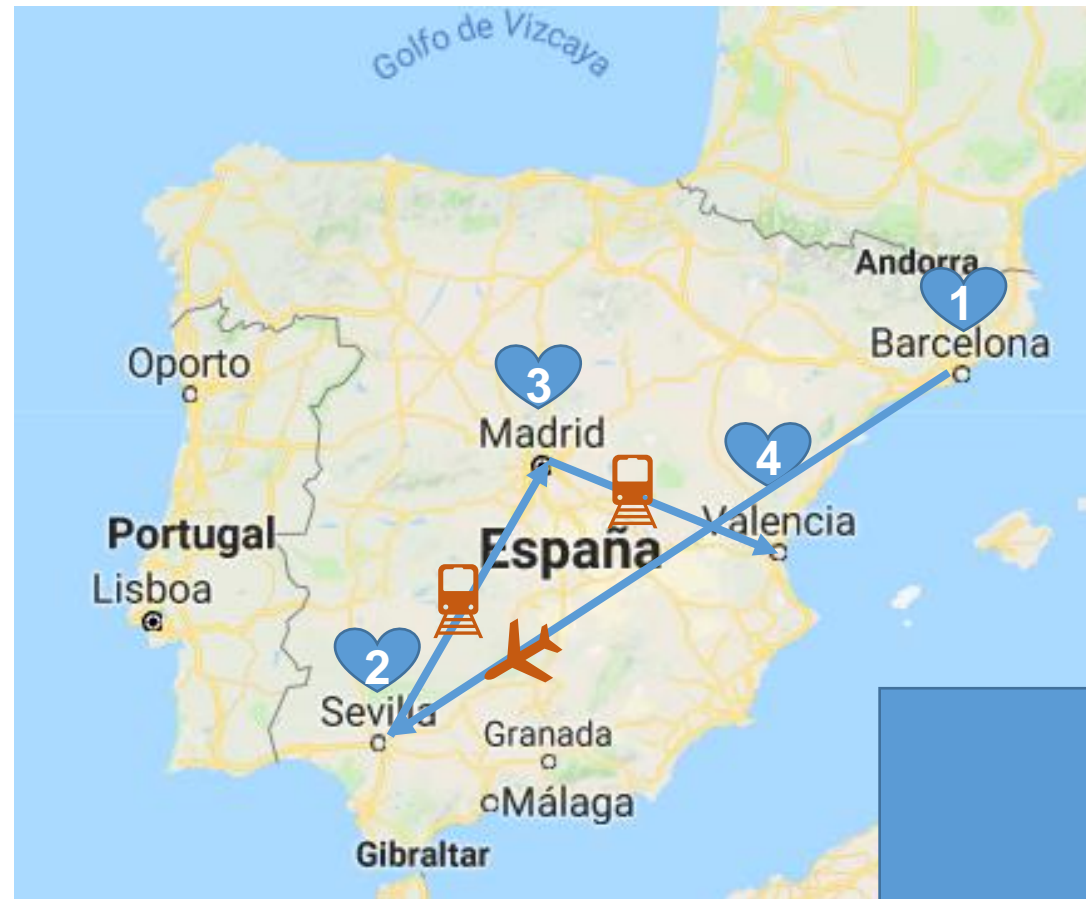 Golfo de Vizcaya
Andorra
1
Barcelona
Oporto
3
Madrid
4
Valencia
Portugal
España
Lisboa
2
Sevilla
Granada
Málaga
Gibraltar